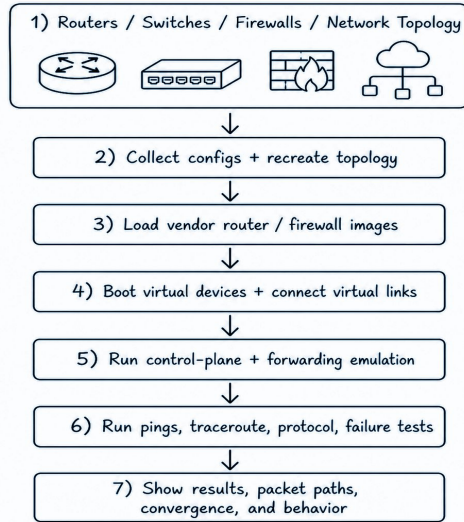 1) Routers / Switches / Firewalls / Network Topology
2) Collect configs + recreate topology
3) Load vendor router / firewall images
4) Boot virtual devices + connect virtual links
5) Run control-plane + forwarding emulation
6) Run pings, traceroute, protocol, failure tests
7) Show results, packet paths,
convergence, and behavior